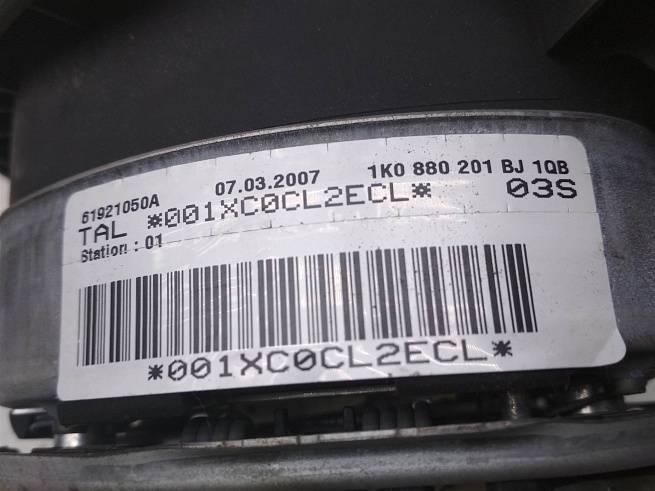 61921050A 07.03.2007 1K0 880 201 BJ 1QB
TAL *001XC0CL2ECL* 03S
Station : 01
*001XC0CL2ECL*